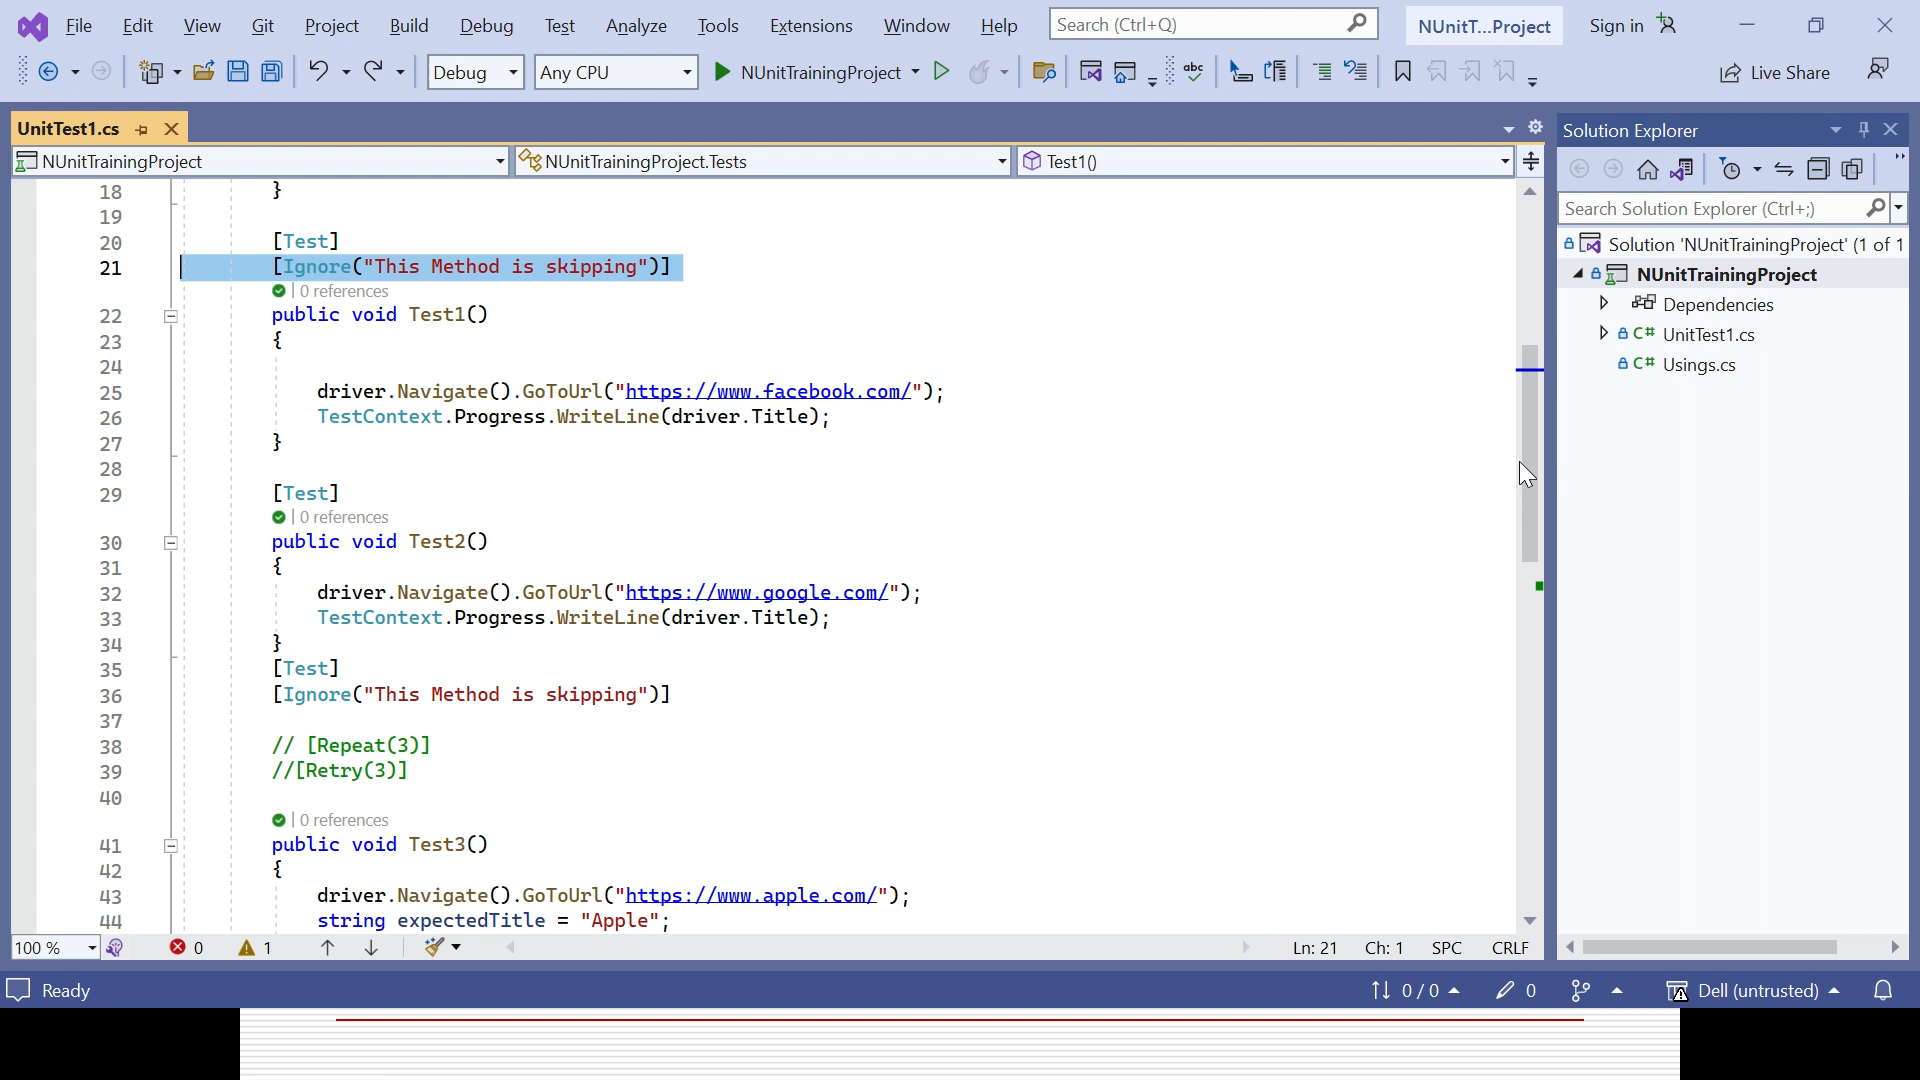 File Edit View Git Project Build Debug Test Analyze Tools Extensions Window Help Search (Ctrl+Q) NUnitT...Project Sign in
Debug Any CPU NUnitTrainingProject abc Live Share
UnitTest1.cs
NUnitTrainingProject NUnitTrainingProject.Tests Test1()
18 }
19
20 [Test]
21 [Ignore("This Method is skipping")]
0 references
22 public void Test1()
23 {
24
25 driver.Navigate().GoToUrl("https://www.facebook.com/");
26 TestContext.Progress.WriteLine(driver.Title);
27 }
28
29 [Test]
0 references
30 public void Test2()
31 {
32 driver.Navigate().GoToUrl("https://www.google.com/");
33 TestContext.Progress.WriteLine(driver.Title);
34 }
35 [Test]
36 [Ignore("This Method is skipping")]
37
38 // [Repeat(3)]
39 //[Retry(3)]
40
0 references
41 public void Test3()
42 {
43 driver.Navigate().GoToUrl("https://www.apple.com/");
44 string expectedTitle = "Apple";
100 % 0 1 Ln: 21 Ch: 1 SPC CRLF
Solution Explorer
Search Solution Explorer (Ctrl+;)
Solution 'NUnitTrainingProject' (1 of 1
NUnitTrainingProject
Dependencies
C# UnitTest1.cs
C# Usings.cs
Ready 0 / 0 0 Dell (untrusted)